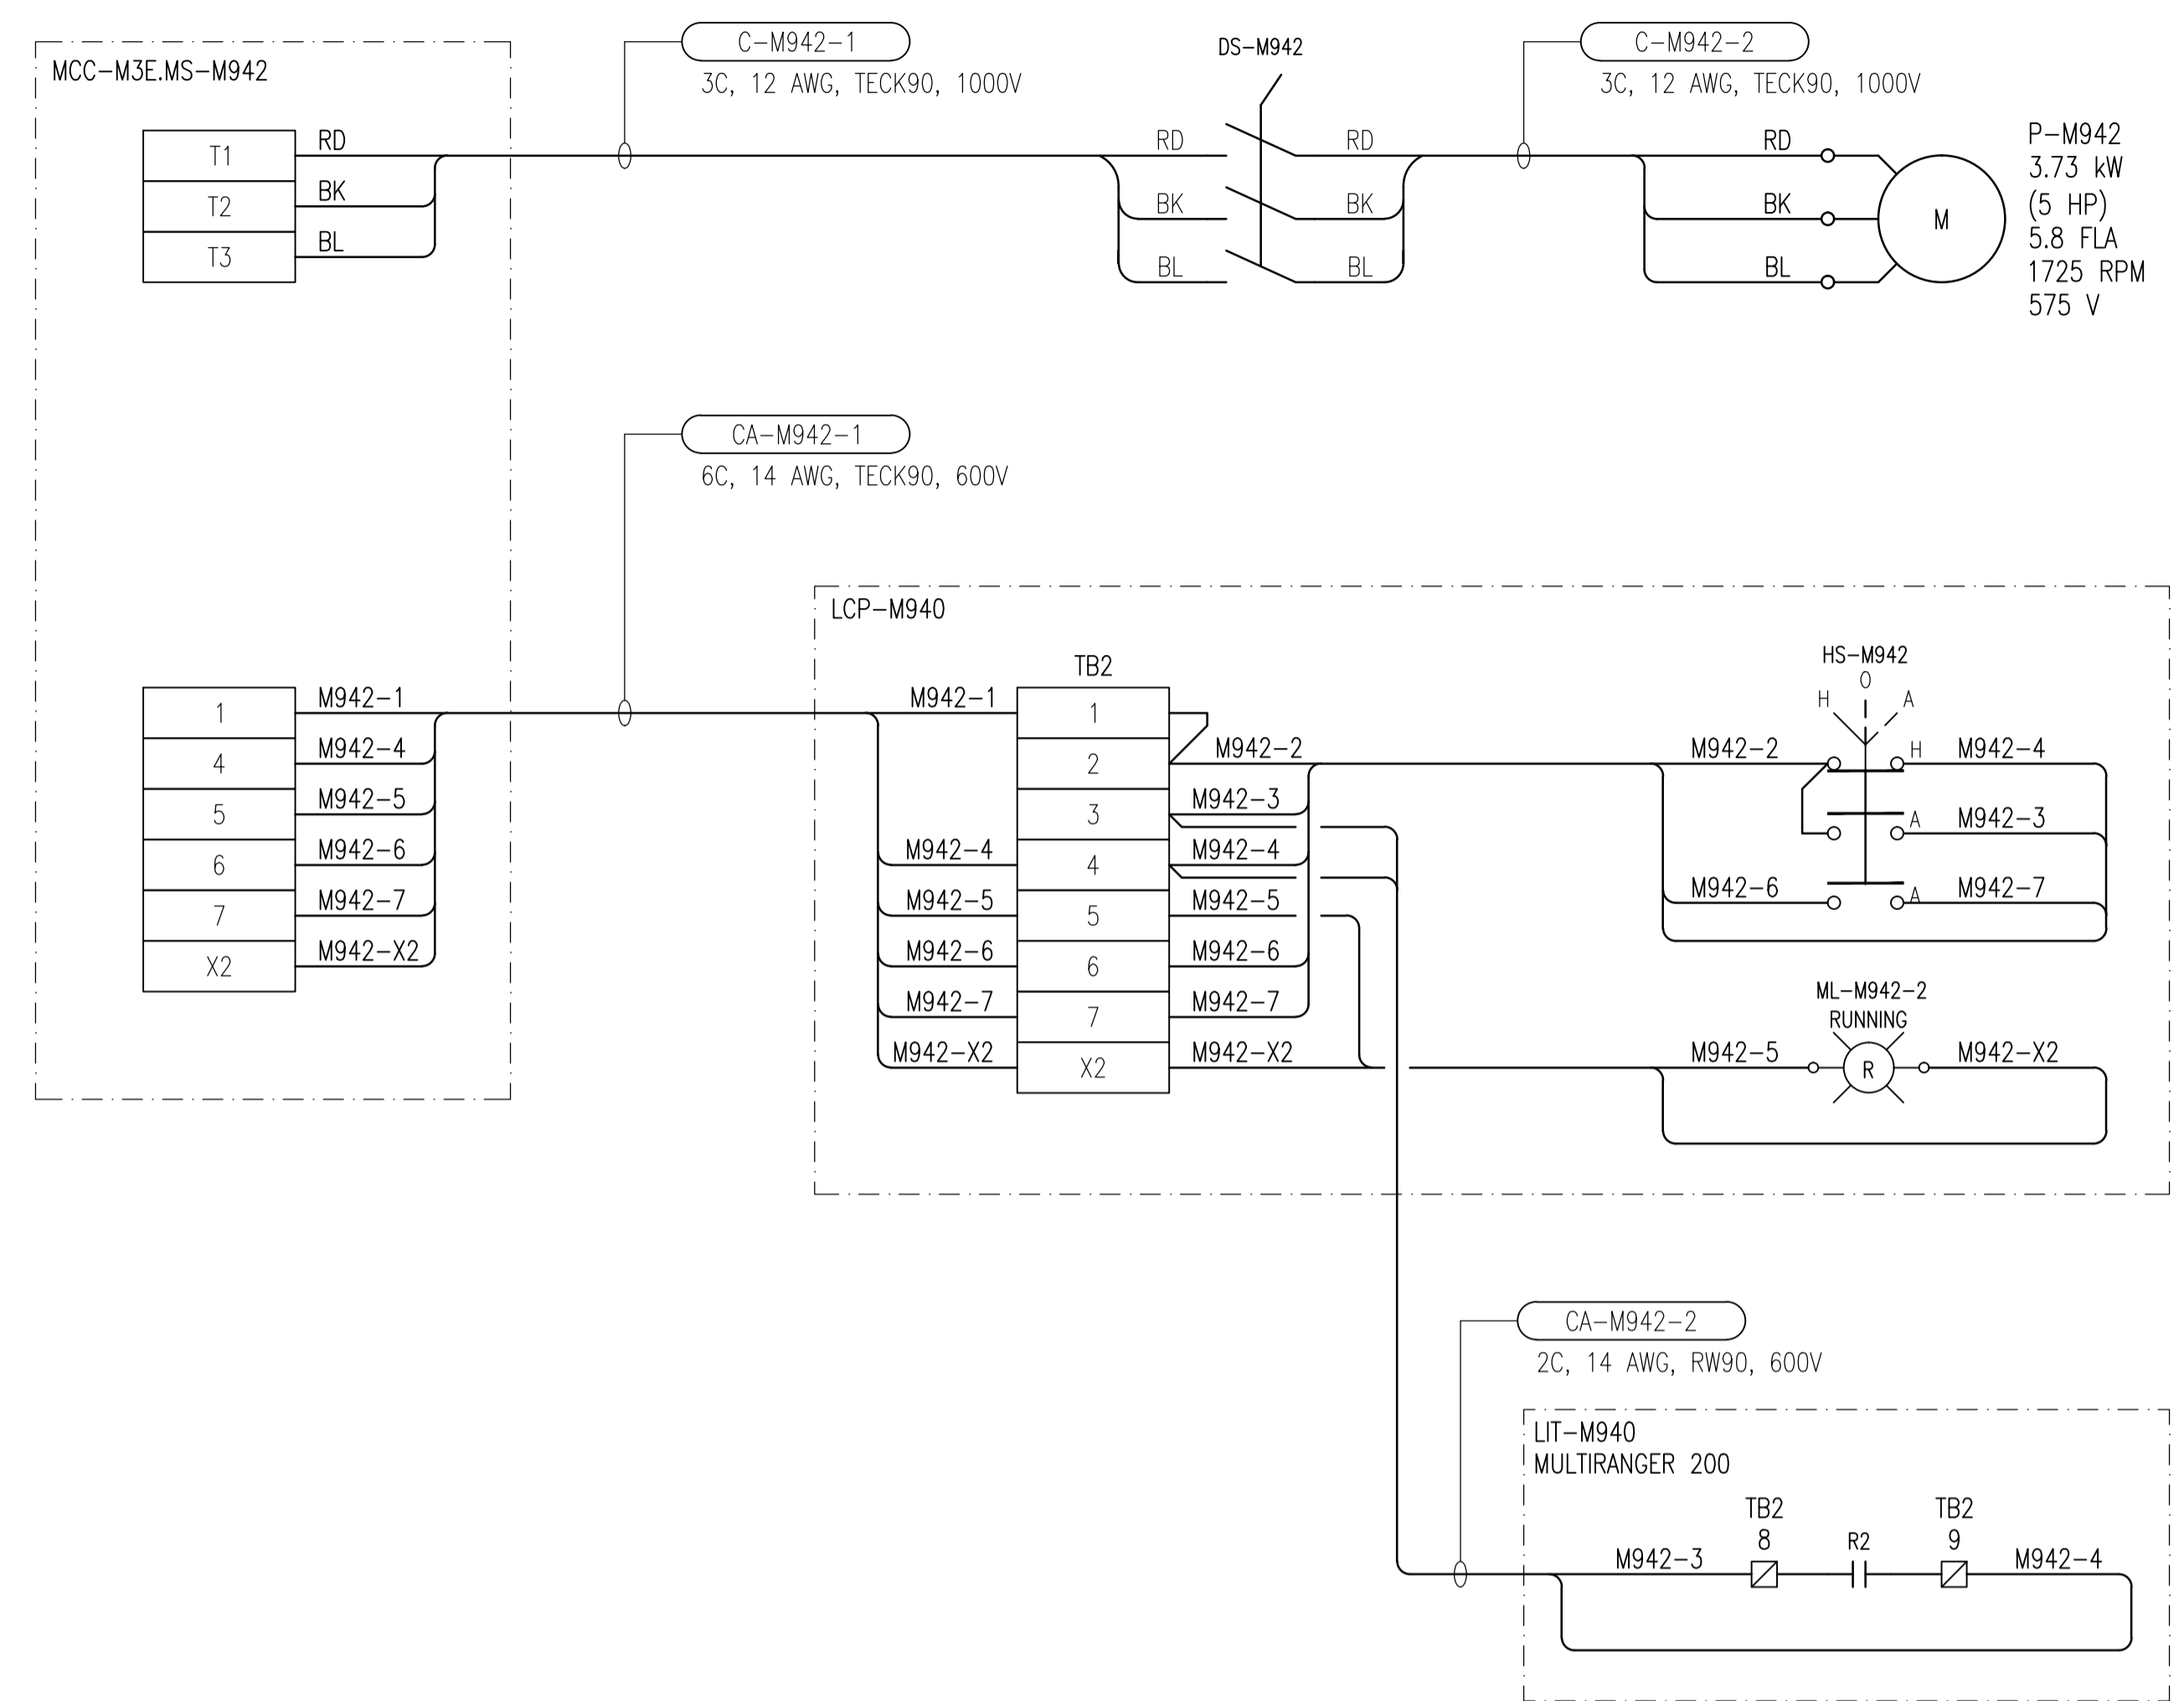 C-M942-1
3C, 12 AWG, TECK90, 1000V
DS-M942
C-M942-2
3C, 12 AWG, TECK90, 1000V
MCC-M3E.MS-M942
T1 RD
T2 BK
T3 BL
RD RD
BK BK
BL BL
RD
BK
BL
M
P-M942
3.73 kW
(5 HP)
5.8 FLA
1725 RPM
575 V
CA-M942-1
6C, 14 AWG, TECK90, 600V
1 M942-1
4 M942-4
5 M942-5
6 M942-6
7 M942-7
X2 M942-X2
LCP-M940
TB2
M942-1 1
2 M942-2
3 M942-3
M942-4 4 M942-4
M942-5 5 M942-5
M942-6 6 M942-6
M942-7 7 M942-7
M942-X2 X2 M942-X2
HS-M942
O
H A
M942-2 H M942-4
A M942-3
M942-6 A M942-7
ML-M942-2
RUNNING
M942-5 R M942-X2
CA-M942-2
2C, 14 AWG, RW90, 600V
LIT-M940
MULTIRANGER 200
TB2 TB2
8 R2 9
M942-3 M942-4